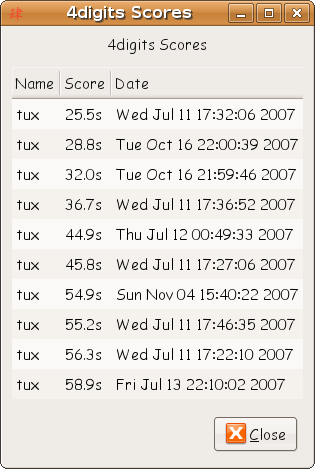 肆 4digits Scores
4digits Scores
Name Score Date
tux 25.5s Wed Jul 11 17:32:06 2007
tux 28.8s Tue Oct 16 22:00:39 2007
tux 32.0s Tue Oct 16 21:59:46 2007
tux 36.7s Wed Jul 11 17:36:52 2007
tux 44.9s Thu Jul 12 00:49:33 2007
tux 45.8s Wed Jul 11 17:27:06 2007
tux 54.9s Sun Nov 04 15:40:22 2007
tux 55.2s Wed Jul 11 17:46:35 2007
tux 56.3s Wed Jul 11 17:22:10 2007
tux 58.9s Fri Jul 13 22:10:02 2007
Close